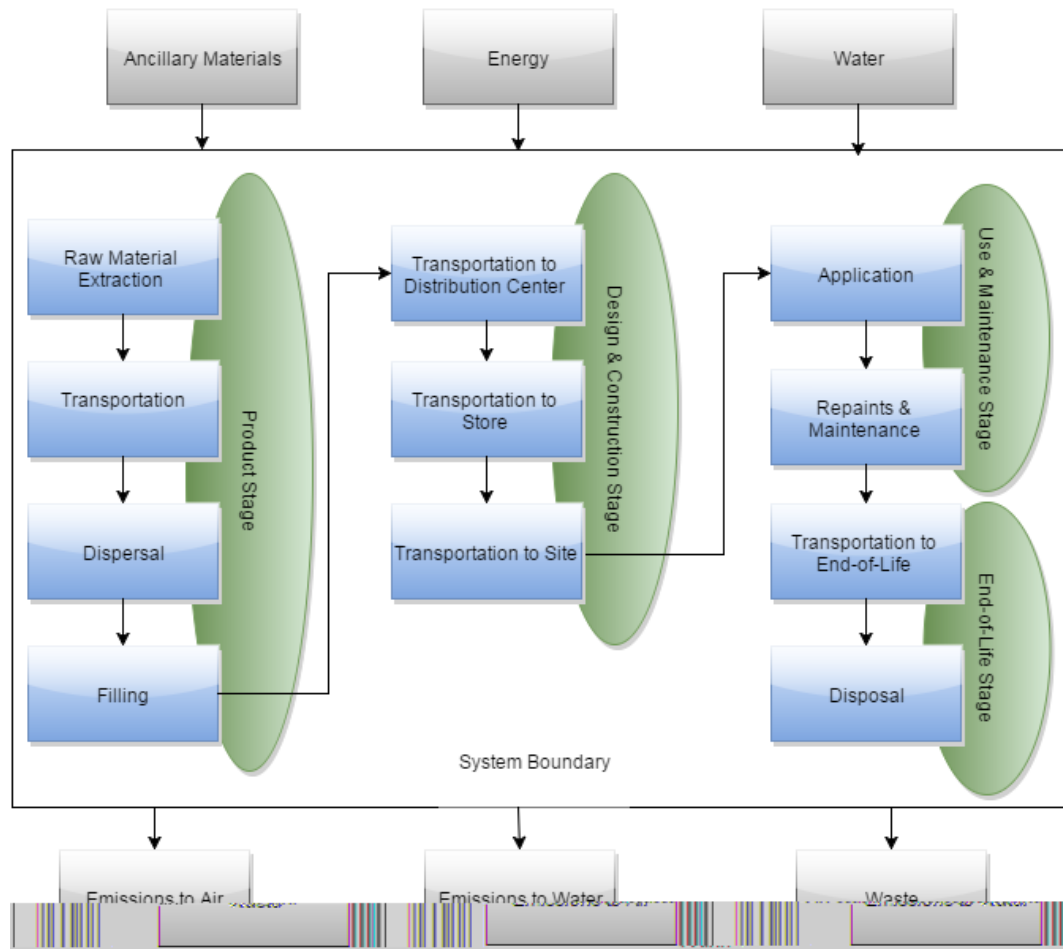 Ancillary Materials
Energy
Water
Raw Material
Extraction
Transportation
Dispersal
Filling
Product Stage
Transportation to
Distribution Center
Transportation to
Store
Transportation to Site
Design & Construction Stage
Application
Repaints &
Maintenance
Use & Maintenance Stage
Transportation to
End-of-Life
Disposal
End-of-Life Stage
System Boundary
Emissions to Air
Emissions to Water
Waste